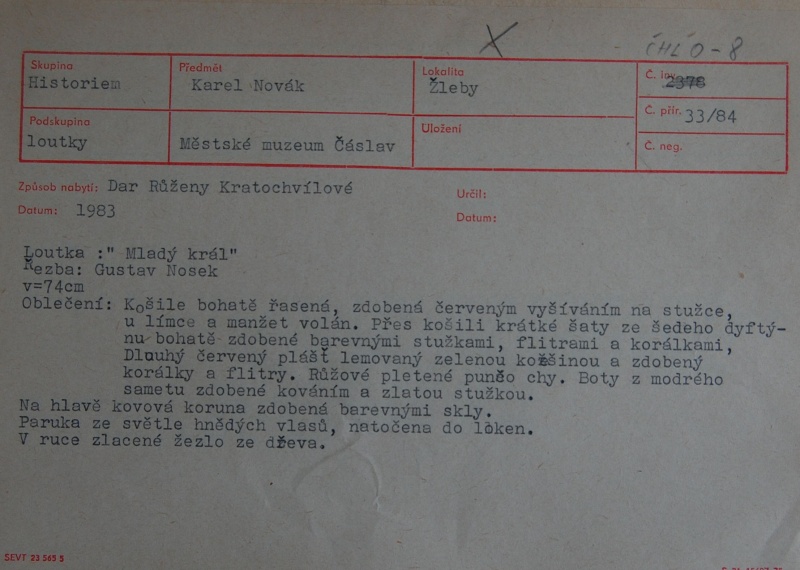 ČHLO-8
Skupina Předmět Lokalita Č. inv.
Historiem Karel Novák Žleby 2378
Podskupina Uložení Č. přír. 33/84
loutky Městské muzeum Čáslav Č. neg.
Způsob nabytí: Dar Růženy Kratochvílové Určil:
Datum: 1983 Datum:
Loutka :" Mladý král"
Řezba: Gustav Nosek
v=74cm
Oblečení: Košile bohatě řasená, zdobená červeným vyšíváním na stužce,
u límce a manžet volán. Přes košili krátké šaty ze šedeho dyftý-
nu bohatě zdobené barevnými stužkami, flitrami a korálkami,
Dlouhý červený plášť lemovaný zelenou kožšinou a zdobený
korálky a flitry. Růžové pletené punčo chy. Boty z modrého
sametu zdobené kováním a zlatou stužkou.
Na hlavě kovová koruna zdobená barevnými skly.
Paruka ze světle hnědých vlasů, natočena do loken.
V ruce zlacené žezlo ze dřeva.
SEVT 23 565 5